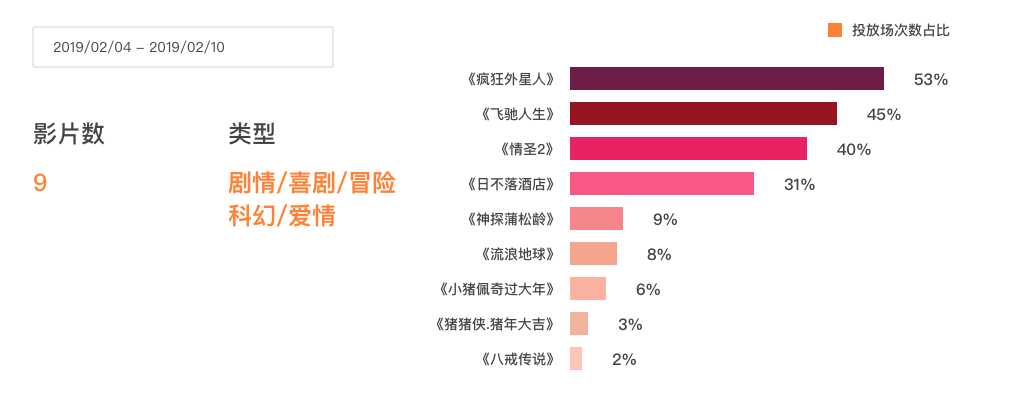 2019/02/04 – 2019/02/10
影片数
9
类型
剧情/喜剧/冒险
科幻/爱情
投放场次数占比
《疯狂外星人》 53%
《飞驰人生》 45%
《情圣2》 40%
《日不落酒店》 31%
《神探蒲松龄》 9%
《流浪地球》 8%
《小猪佩奇过大年》 6%
《猪猪侠.猪年大吉》 3%
《八戒传说》 2%